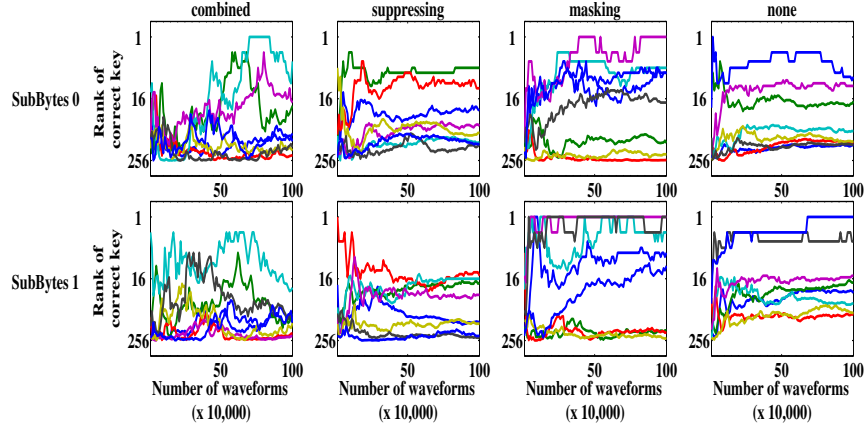 combined suppressing masking none
SubBytes 0
Rank of
correct key
1 1 1 1
16 16 16 16
256 256 256 256
50 100 50 100 50 100 50 100
SubBytes 1
Rank of
correct key
1 1 1 1
16 16 16 16
256 256 256 256
50 100 50 100 50 100 50 100
Number of waveforms Number of waveforms Number of waveforms Number of waveforms
(x 10,000) (x 10,000) (x 10,000) (x 10,000)